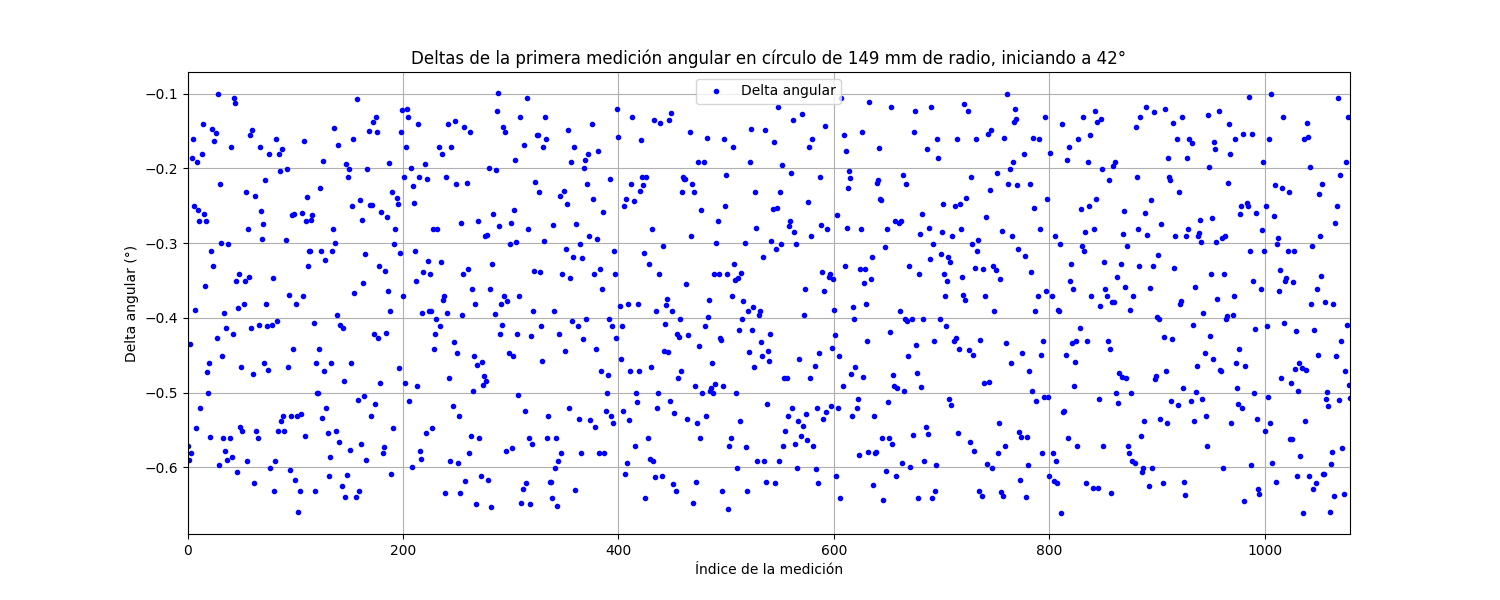 Deltas de la primera medición angular en círculo de 149 mm de radio, iniciando a 42°
Delta angular
−0.1
−0.2
−0.3
−0.4
−0.5
−0.6
Delta angular (°)
0 200 400 600 800 1000
Índice de la medición